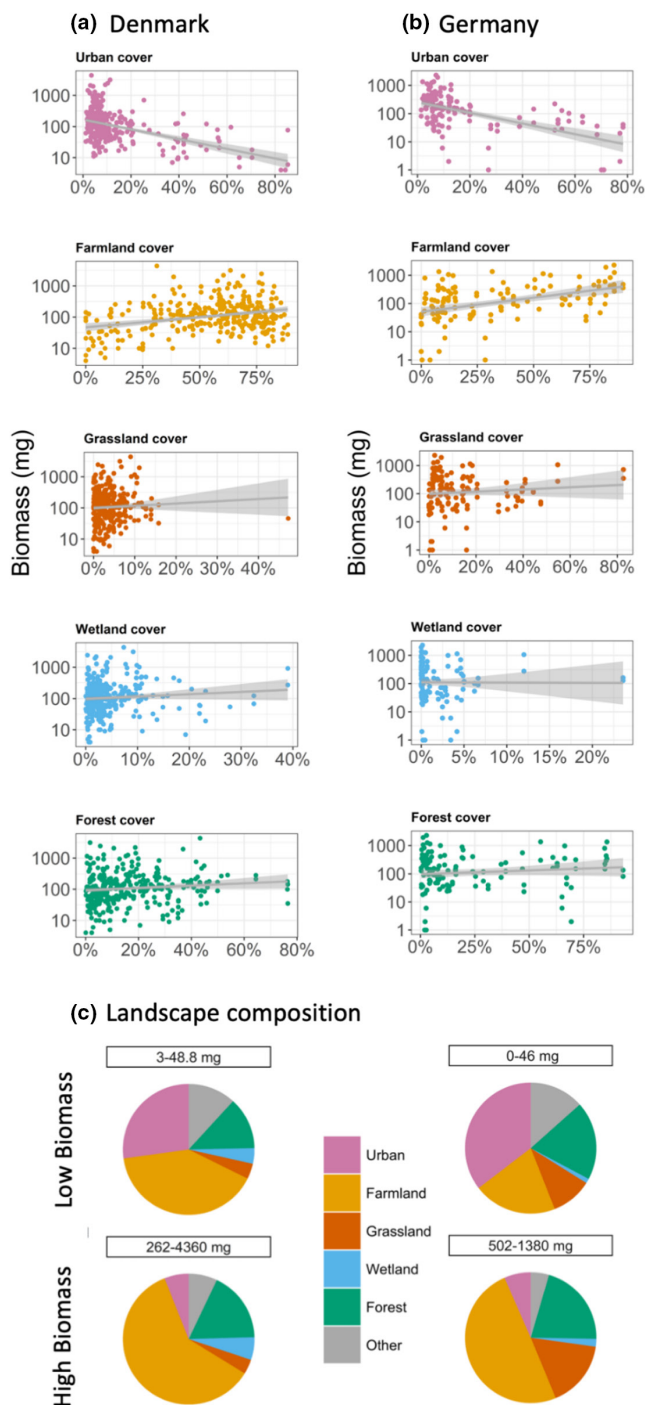 (a) Denmark
(b) Germany
Urban cover
1000
100
10
0% 20% 40% 60% 80%
Urban cover
1000
100
10
1
0% 20% 40% 60% 80%
Farmland cover
1000
100
10
0% 25% 50% 75%
Farmland cover
1000
100
10
1
0% 25% 50% 75%
Biomass (mg)
Grassland cover
1000
100
10
0% 10% 20% 30% 40%
Biomass (mg)
Grassland cover
1000
100
10
1
0% 20% 40% 60% 80%
Wetland cover
1000
100
10
0% 10% 20% 30% 40%
Wetland cover
1000
100
10
1
0% 5% 10% 15% 20%
Forest cover
1000
100
10
0% 20% 40% 60% 80%
Forest cover
1000
100
10
1
0% 25% 50% 75%
(c) Landscape composition
Low Biomass
3-48.8 mg
0-46 mg
High Biomass
262-4360 mg
502-1380 mg
Urban
Farmland
Grassland
Wetland
Forest
Other